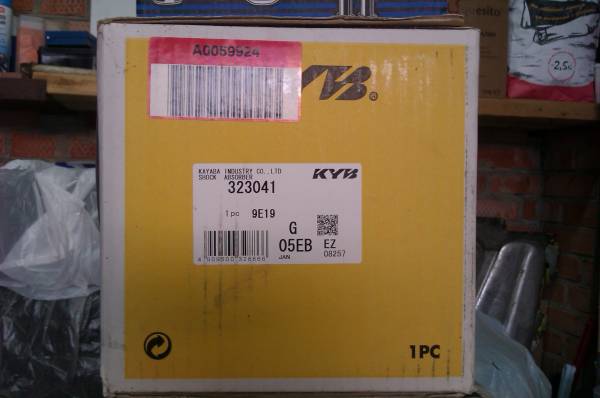 A0059924
KYB®
KAYABA INDUSTRY CO.,LTD
SHOCK ABSORBER
KYB
323041
1pc 9E19
G
05EB EZ
JAN 08257
1PC
2,5